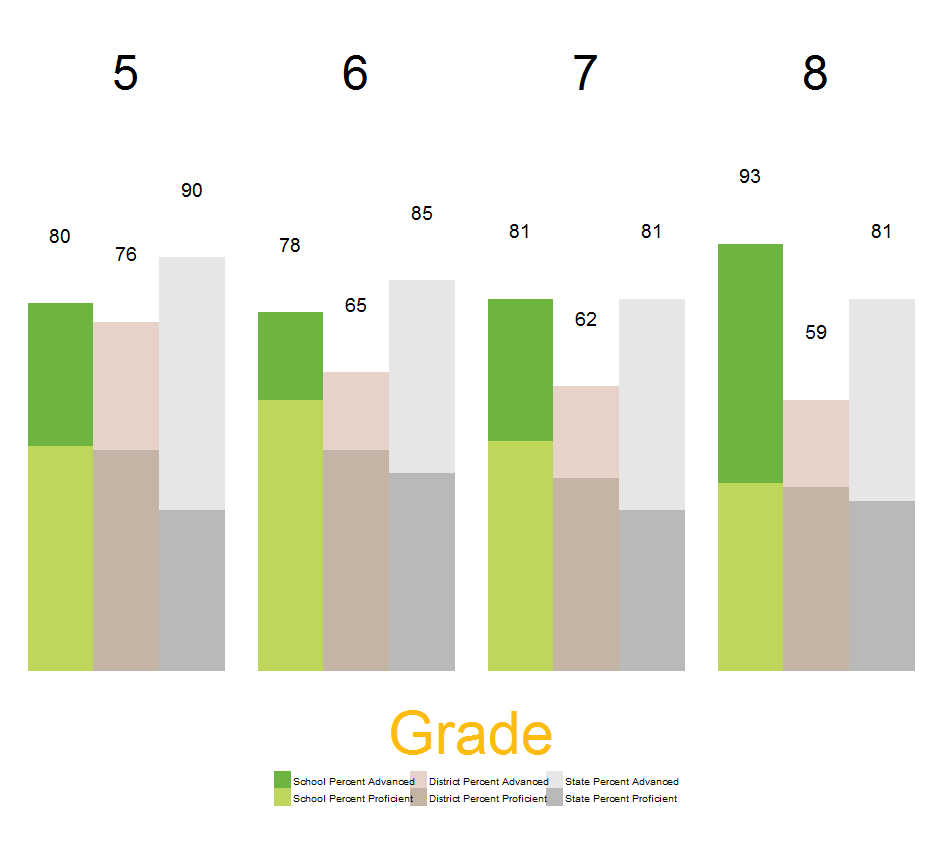 5 6 7 8
80 76 90 78 65 85 81 62 81 93 59 81
Grade
School Percent Advanced District Percent Advanced State Percent Advanced
School Percent Proficient District Percent Proficient State Percent Proficient